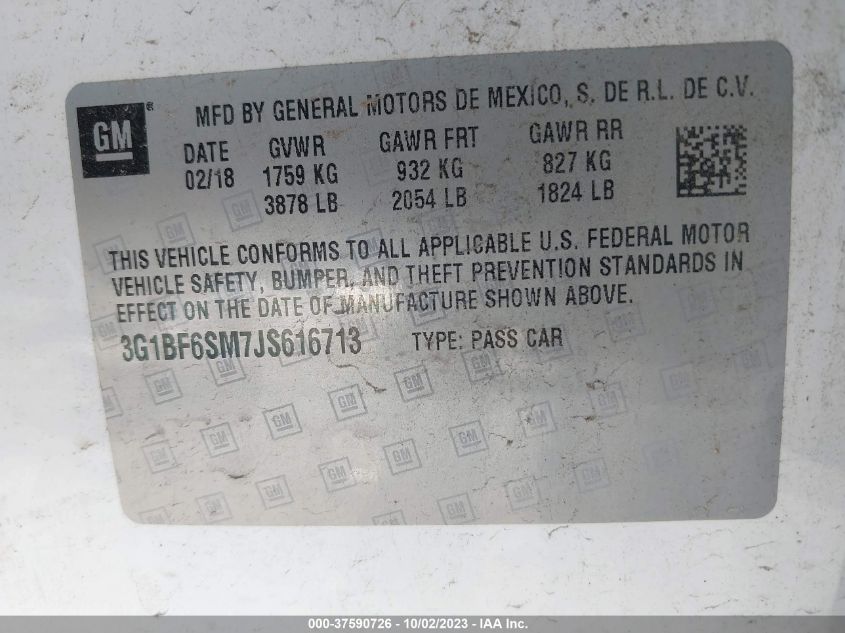 GM ®
MFD BY GENERAL MOTORS DE MEXICO, S. DE R.L. DE C.V.
DATE GVWR GAWR FRT GAWR RR
02/18 1759 KG 932 KG 827 KG
3878 LB 2054 LB 1824 LB
THIS VEHICLE CONFORMS TO ALL APPLICABLE U.S. FEDERAL MOTOR
VEHICLE SAFETY, BUMPER, AND THEFT PREVENTION STANDARDS IN
EFFECT ON THE DATE OF MANUFACTURE SHOWN ABOVE.
3G1BF6SM7JS616713 TYPE: PASS CAR
000-37590726 - 10/02/2023 - IAA Inc.